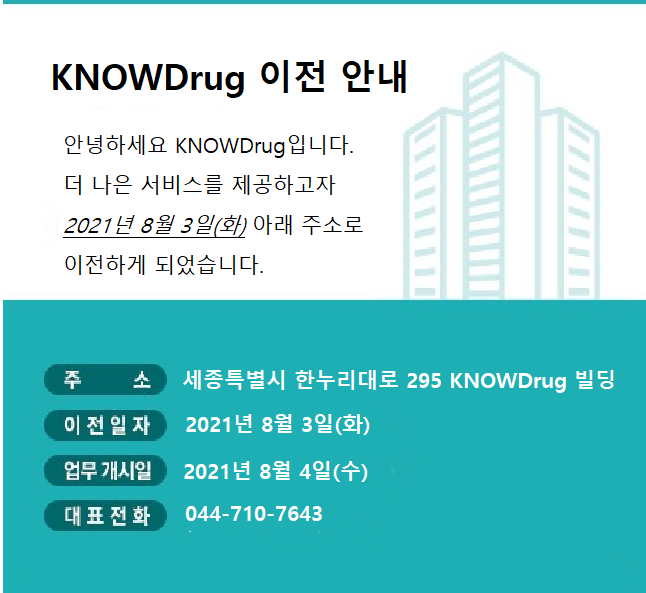 KNOWDrug 이전 안내
안녕하세요 KNOWDrug입니다.
더 나은 서비스를 제공하고자
2021년 8월 3일(화) 아래 주소로
이전하게 되었습니다.
주 소 세종특별시 한누리대로 295 KNOWDrug 빌딩
이전일자 2021년 8월 3일(화)
업무 개시일 2021년 8월 4일(수)
대표전화 044-710-7643